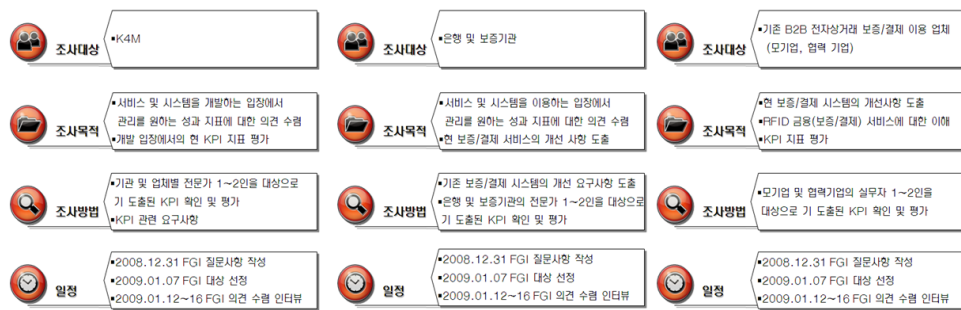 조사대상
▪K4M
조사목적
▪서비스 및 시스템을 개발하는 입장에서
관리를 원하는 성과 지표에 대한 의견 수렴
▪개발 입장에서의 현 KPI 지표 평가
조사방법
▪기관 및 업체별 전문가 1~2인을 대상으로
기 도출된 KPI 확인 및 평가
▪KPI 관련 요구사항
일정
▪2008.12.31 FGI 질문사항 작성
▪2009.01.07 FGI 대상 선정
▪2009.01.12~16 FGI 의견 수렴 인터뷰
조사대상
▪은행 및 보증기관
조사목적
▪서비스 및 시스템을 이용하는 입장에서
관리를 원하는 성과 지표에 대한 의견 수렴
▪현 보증/결제 서비스의 개선 사항 도출
조사방법
▪기존 보증/결제 시스템의 개선 요구사항 도출
▪은행 및 보증기관의 전문가 1~2인을 대상으로
기 도출된 KPI 확인 및 평가
일정
▪2008.12.31 FGI 질문사항 작성
▪2009.01.07 FGI 대상 선정
▪2009.01.12~16 FGI 의견 수렴 인터뷰
조사대상
▪기존 B2B 전자상거래 보증/결제 이용 업체
(모기업, 협력 기업)
조사목적
▪현 보증/결제 시스템의 개선사항 도출
▪RFID 금융(보증/결제) 서비스에 대한 이해
▪KPI 지표 평가
조사방법
▪모기업 및 협력기업의 실무자 1~2인을
대상으로 기 도출된 KPI 확인 및 평가
일정
▪2008.12.31 FGI 질문사항 작성
▪2009.01.07 FGI 대상 선정
▪2009.01.12~16 FGI 의견 수렴 인터뷰